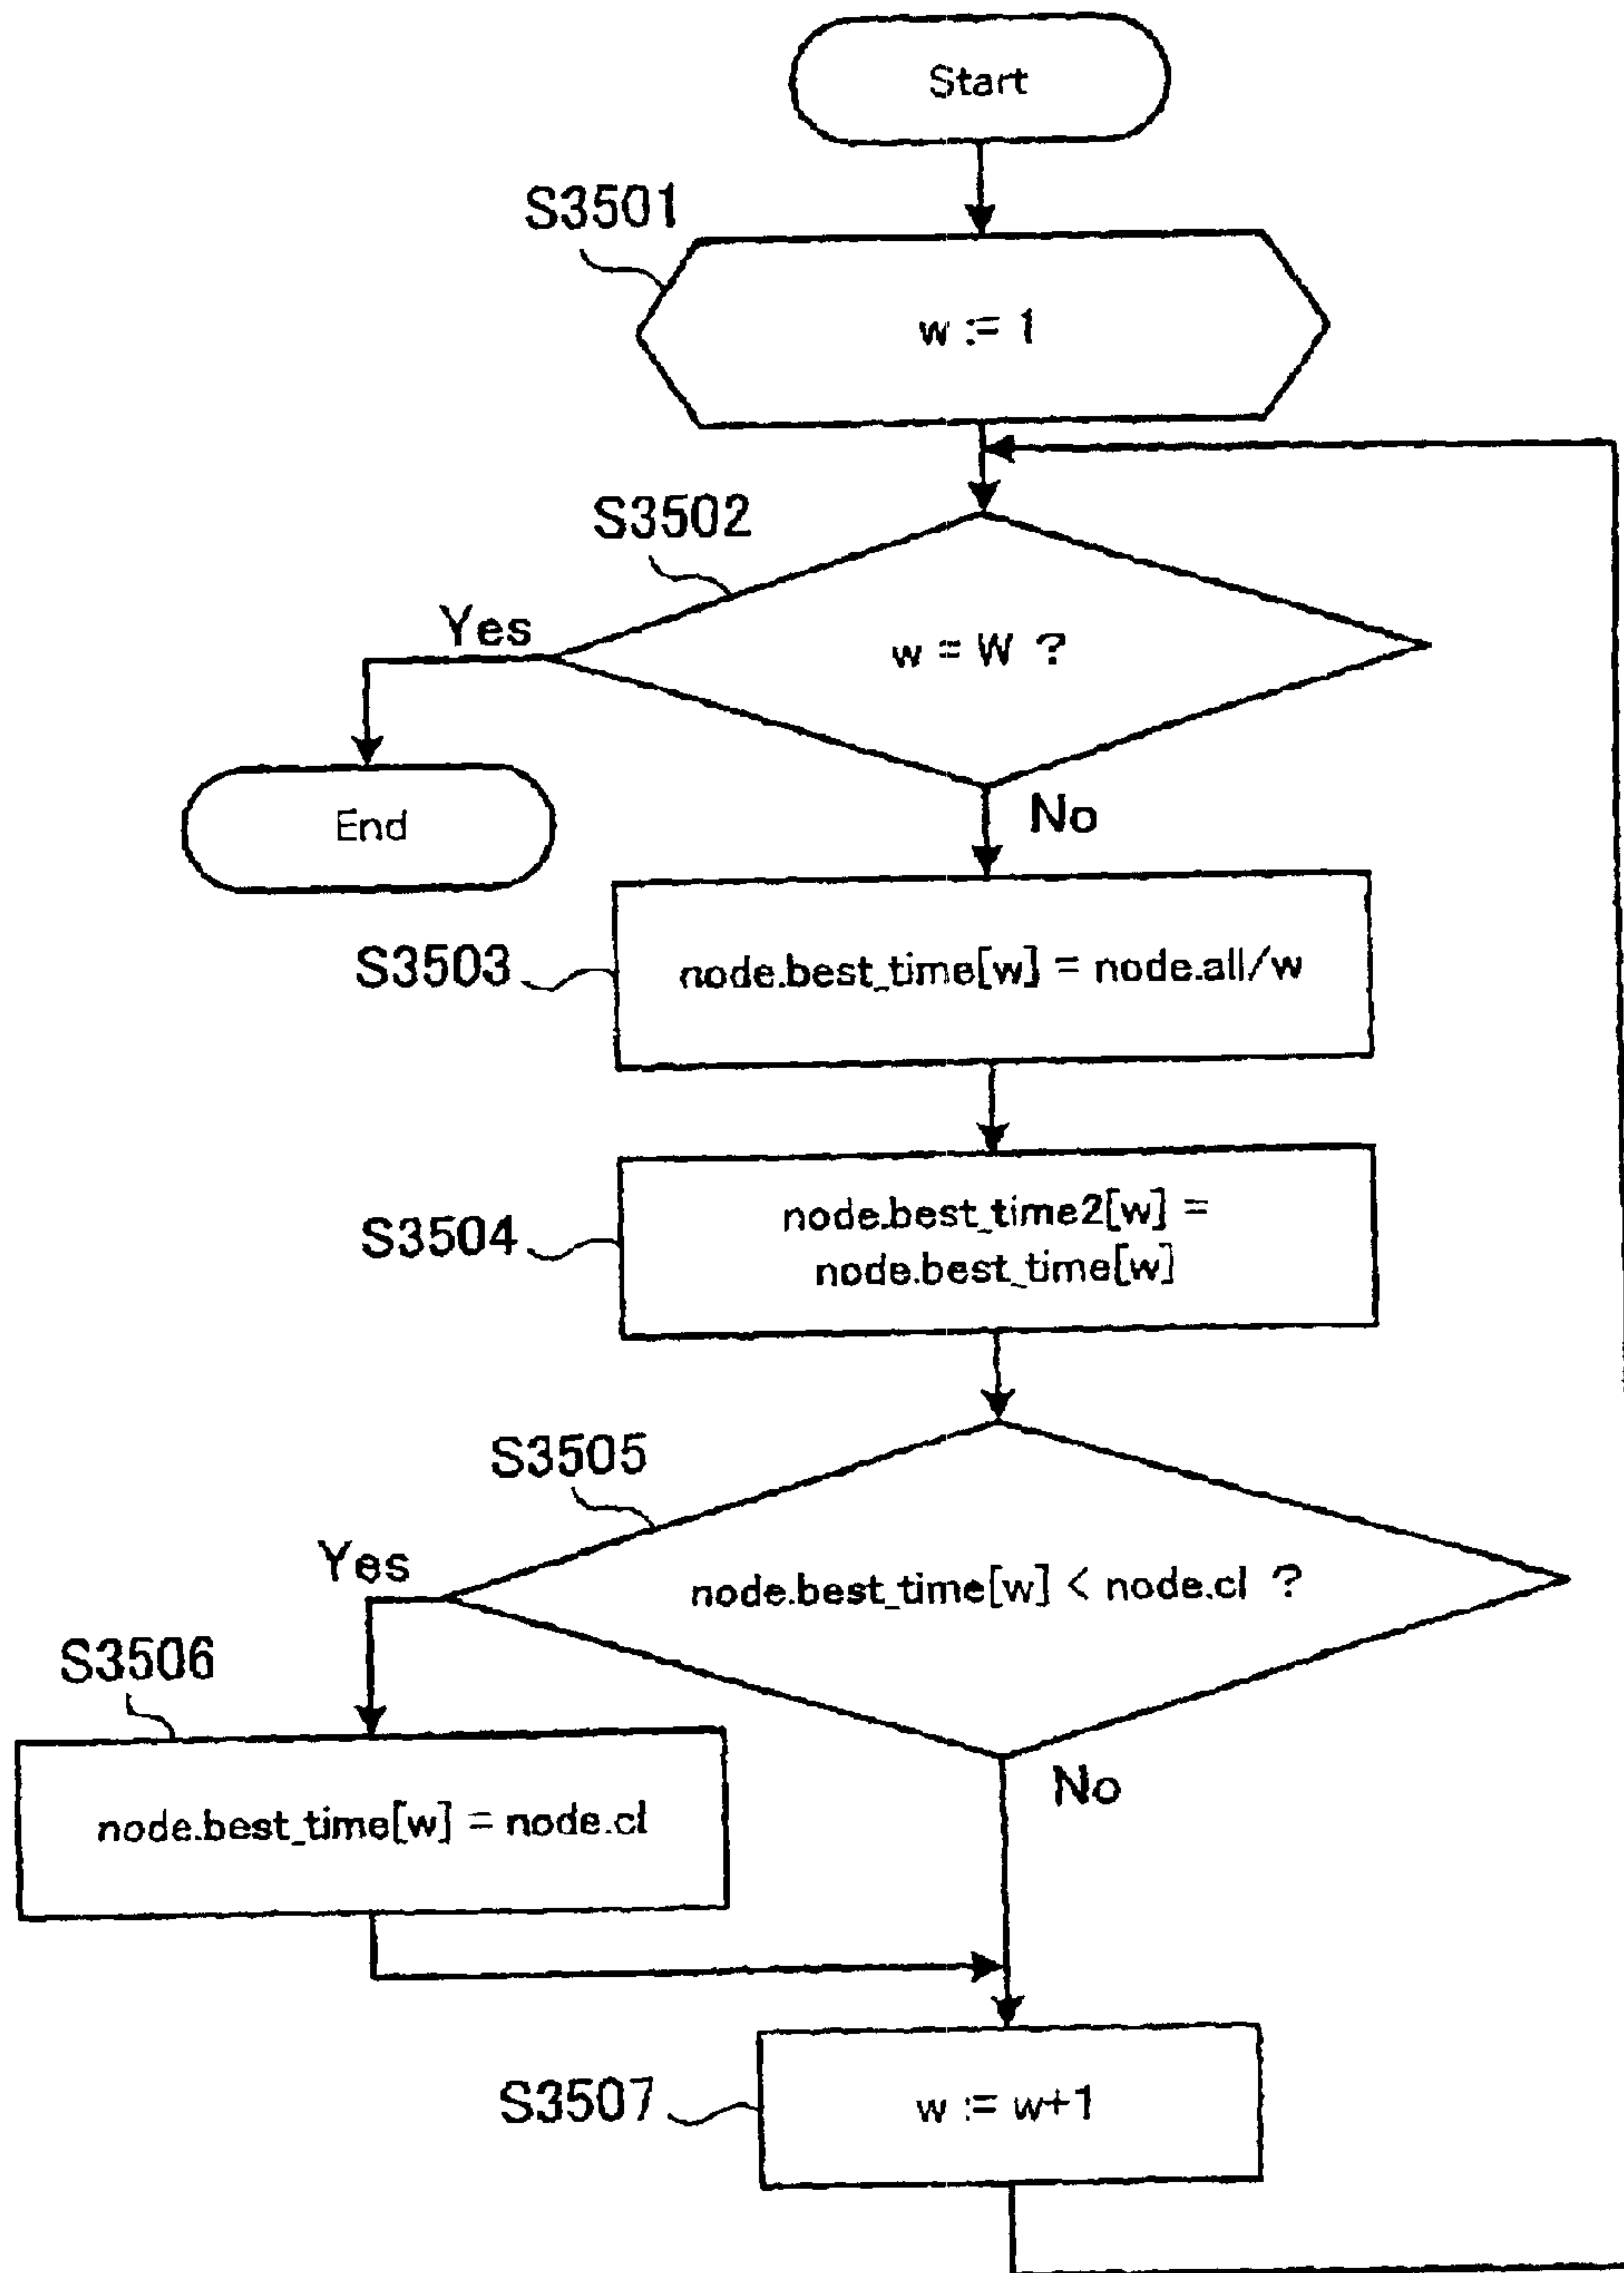 Start
S3501
w := 1
S3502
Yes
w = W ?
End
No
S3503
node.best_time[w] = node.all/w
S3504
node.best_time2[w] =
node.best_time[w]
S3505
Yes
node.best_time[w] < node.cl ?
S3506
No
node.best_time[w] = node.cl
S3507
w := w+1